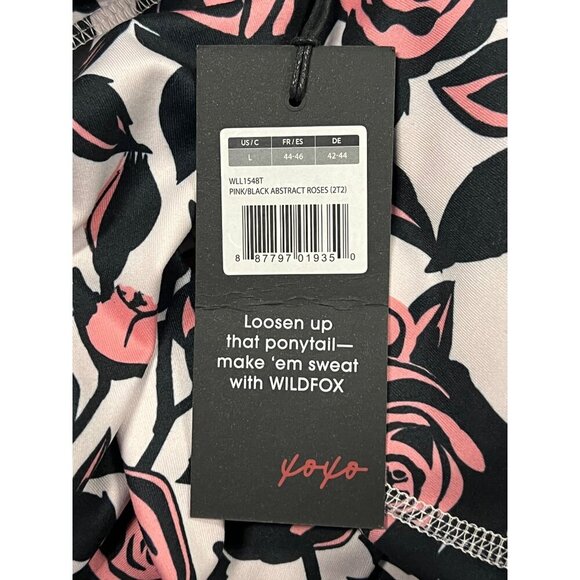 US/C FR/ES DE
L 44-46 42-44
WLL1548T
PINK/BLACK ABSTRACT ROSES (2T2)
8 87797 01935 0
Loosen up
that ponytail—
make 'em sweat
with WILDFOX
xoxo